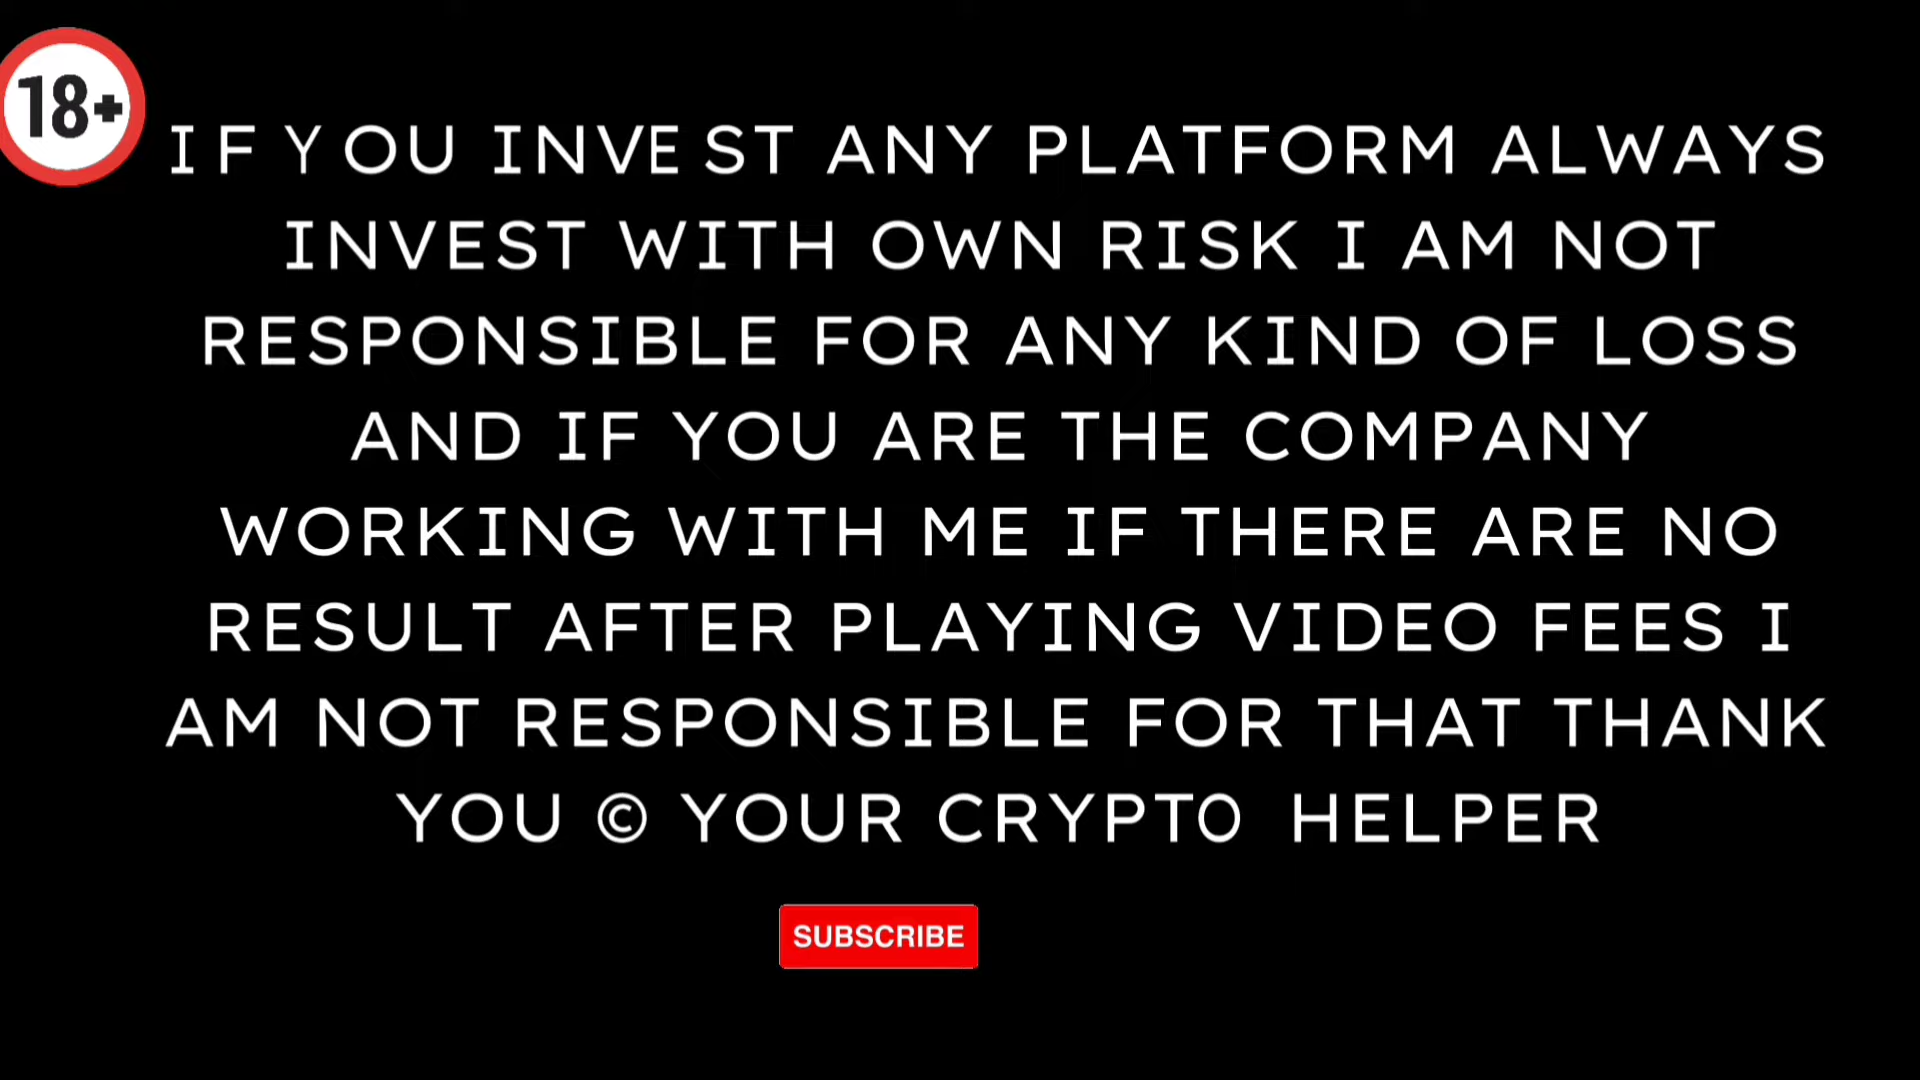 18+
IF YOU INVEST ANY PLATFORM ALWAYS
INVEST WITH OWN RISK I AM NOT
RESPONSIBLE FOR ANY KIND OF LOSS
AND IF YOU ARE THE COMPANY
WORKING WITH ME IF THERE ARE NO
RESULT AFTER PLAYING VIDEO FEES I
AM NOT RESPONSIBLE FOR THAT THANK
YOU © YOUR CRYPTO HELPER
SUBSCRIBE